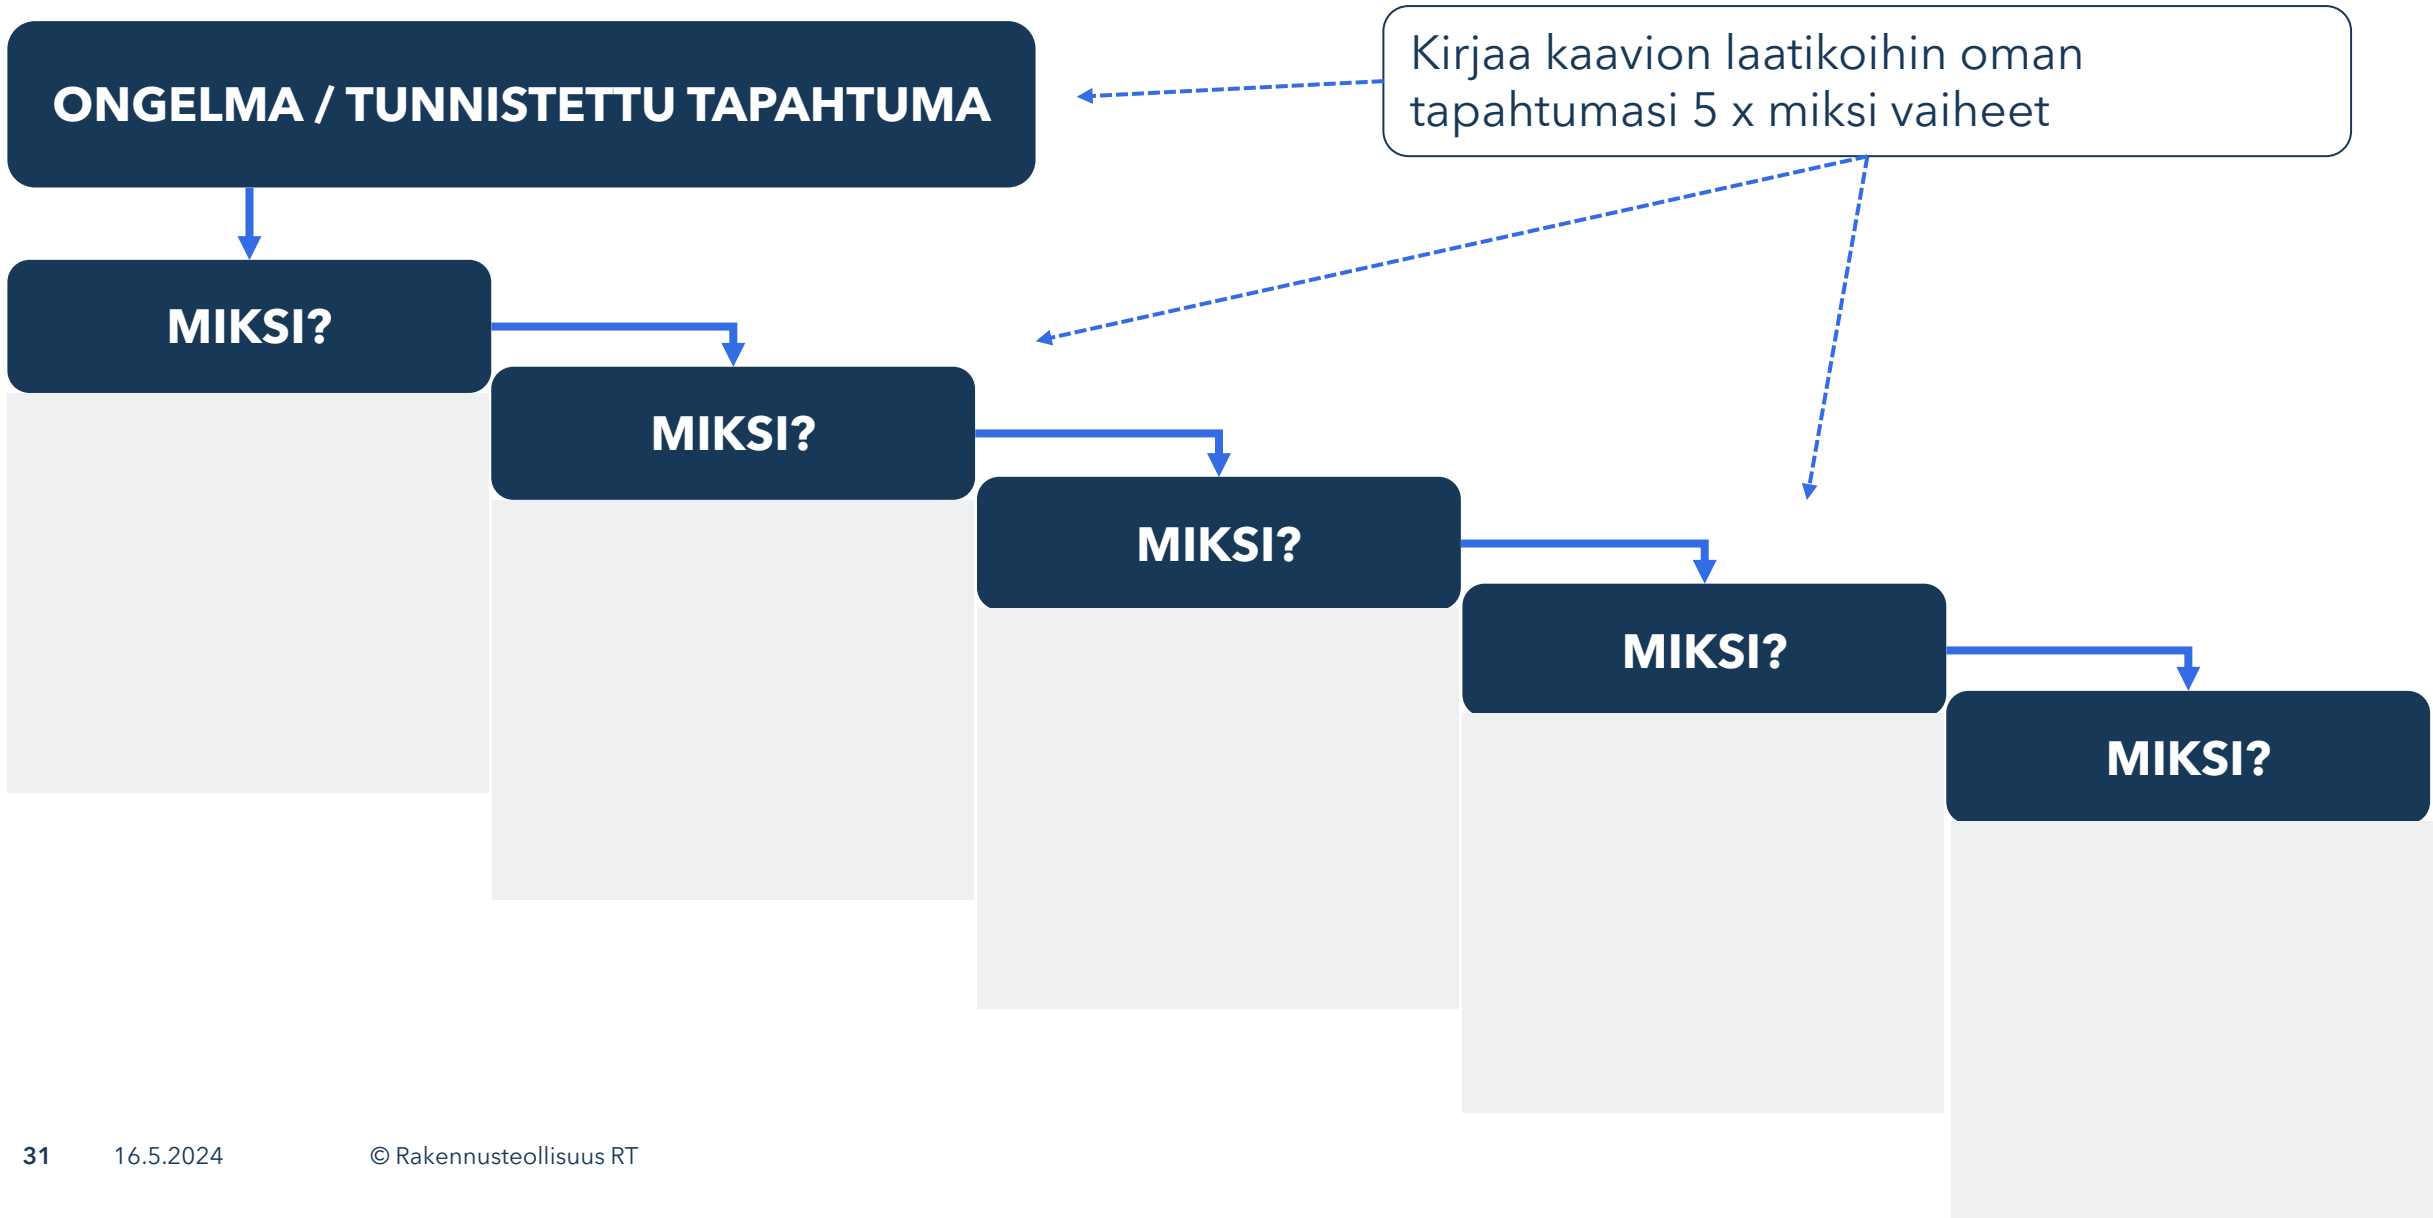 ONGELMA / TUNNISTETTU TAPAHTUMA
Kirjaa kaavion laatikoihin oman
tapahtumasi 5 x miksi vaiheet
MIKSI?
MIKSI?
MIKSI?
MIKSI?
MIKSI?
31 16.5.2024 © Rakennusteollisuus RT